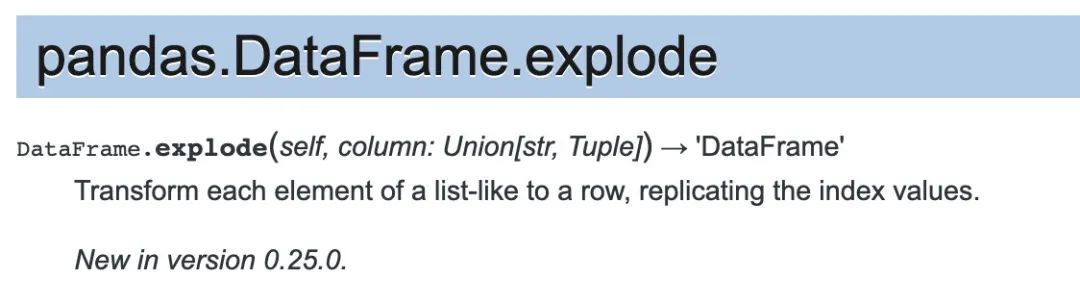 pandas.DataFrame.explode
DataFrame.explode(self, column: Union[str, Tuple]) → 'DataFrame'
Transform each element of a list-like to a row, replicating the index values.
New in version 0.25.0.